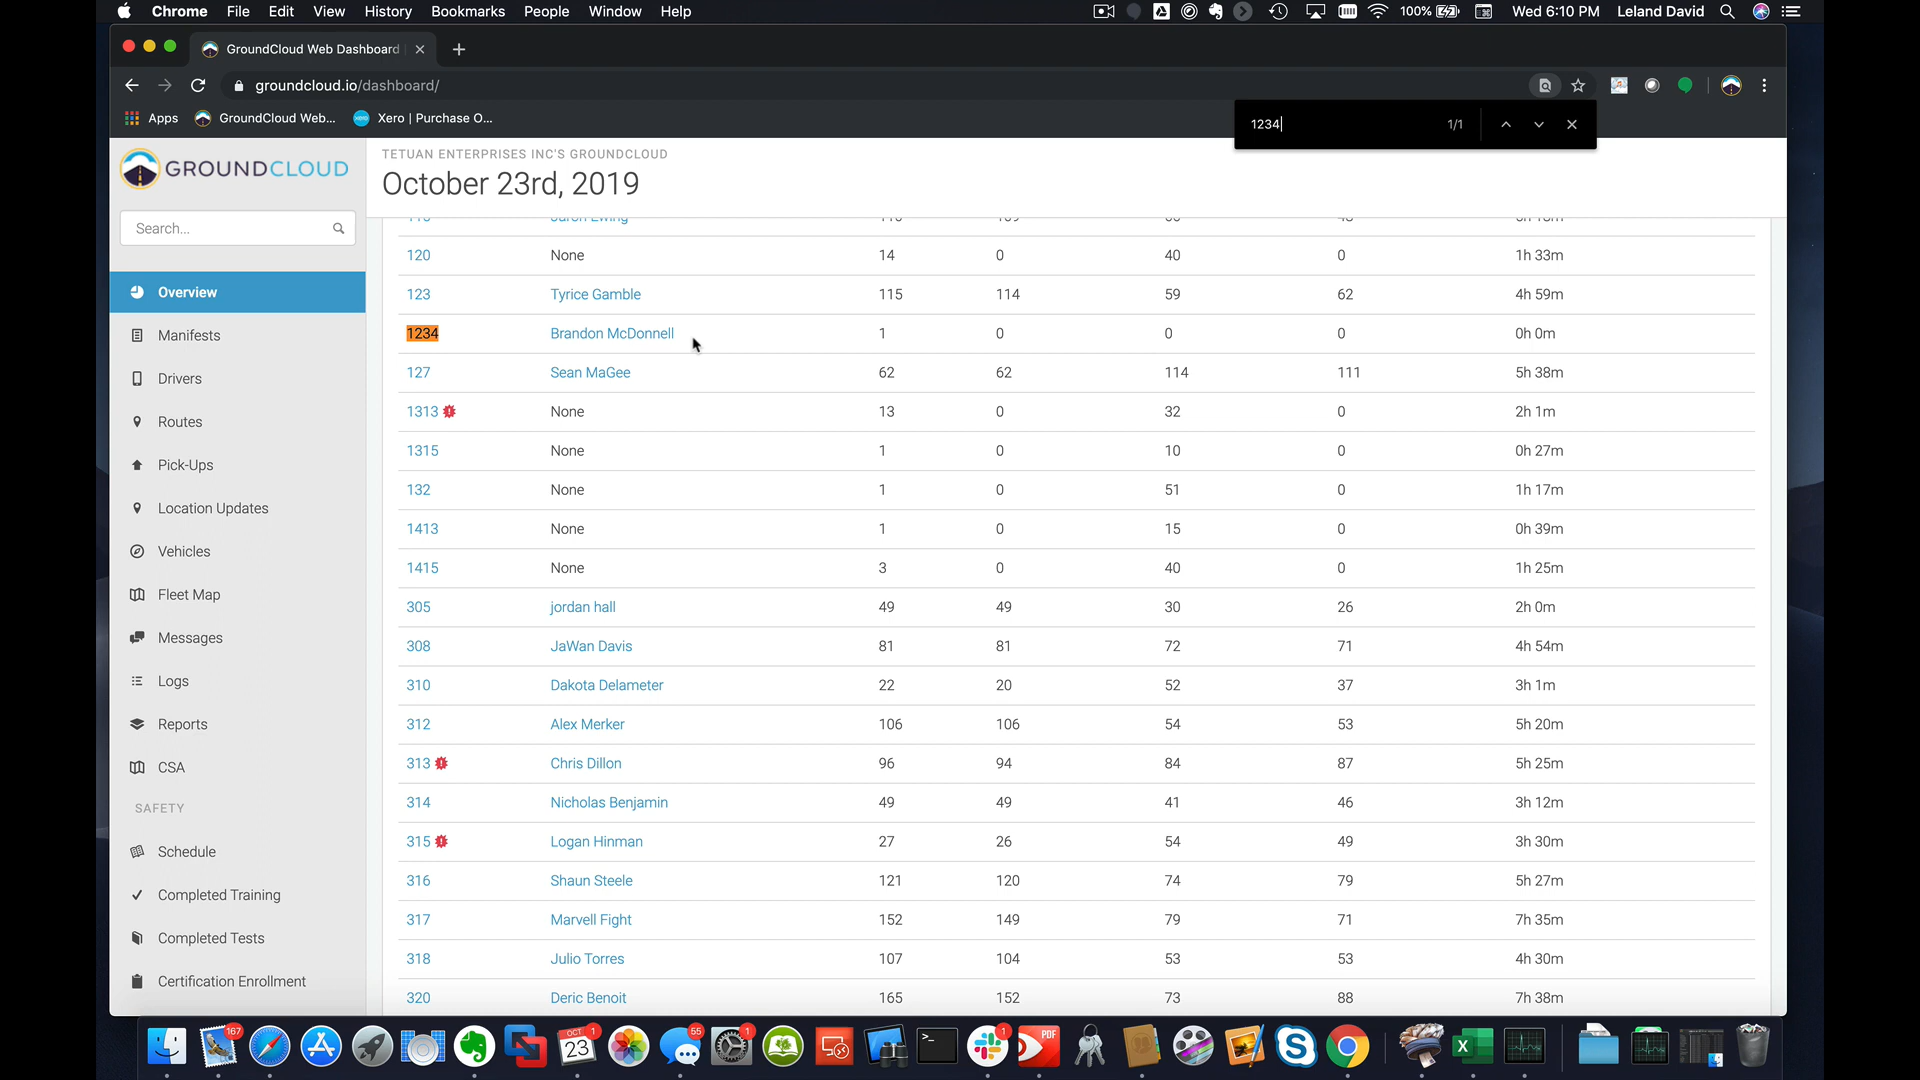 Chrome File Edit View History Bookmarks People Window Help 100% Wed 6:10 PM Leland David
GroundCloud Web Dashboard
groundcloud.io/dashboard/
Apps GroundCloud Web... Xero | Purchase O...
1234 1/1
GROUNDCLOUD
Search...
Overview
Manifests
Drivers
Routes
Pick-Ups
Location Updates
Vehicles
Fleet Map
Messages
Logs
Reports
CSA
SAFETY
Schedule
Completed Training
Completed Tests
Certification Enrollment
TETUAN ENTERPRISES INC'S GROUNDCLOUD
October 23rd, 2019
120 None 14 0 40 0 1h 33m
123 Tyrice Gamble 115 114 59 62 4h 59m
1234 Brandon McDonnell 1 0 0 0 0h 0m
127 Sean MaGee 62 62 114 111 5h 38m
1313 None 13 0 32 0 2h 1m
1315 None 1 0 10 0 0h 27m
132 None 1 0 51 0 1h 17m
1413 None 1 0 15 0 0h 39m
1415 None 3 0 40 0 1h 25m
305 jordan hall 49 49 30 26 2h 0m
308 JaWan Davis 81 81 72 71 4h 54m
310 Dakota Delameter 22 20 52 37 3h 1m
312 Alex Merker 106 106 54 53 5h 20m
313 Chris Dillon 96 94 84 87 5h 25m
314 Nicholas Benjamin 49 49 41 46 3h 12m
315 Logan Hinman 27 26 54 49 3h 30m
316 Shaun Steele 121 120 74 79 5h 27m
317 Marvell Fight 152 149 79 71 7h 35m
318 Julio Torres 107 104 53 53 4h 30m
320 Deric Benoit 165 152 73 88 7h 38m
167
OCT
23
1
55
1
1
PDF